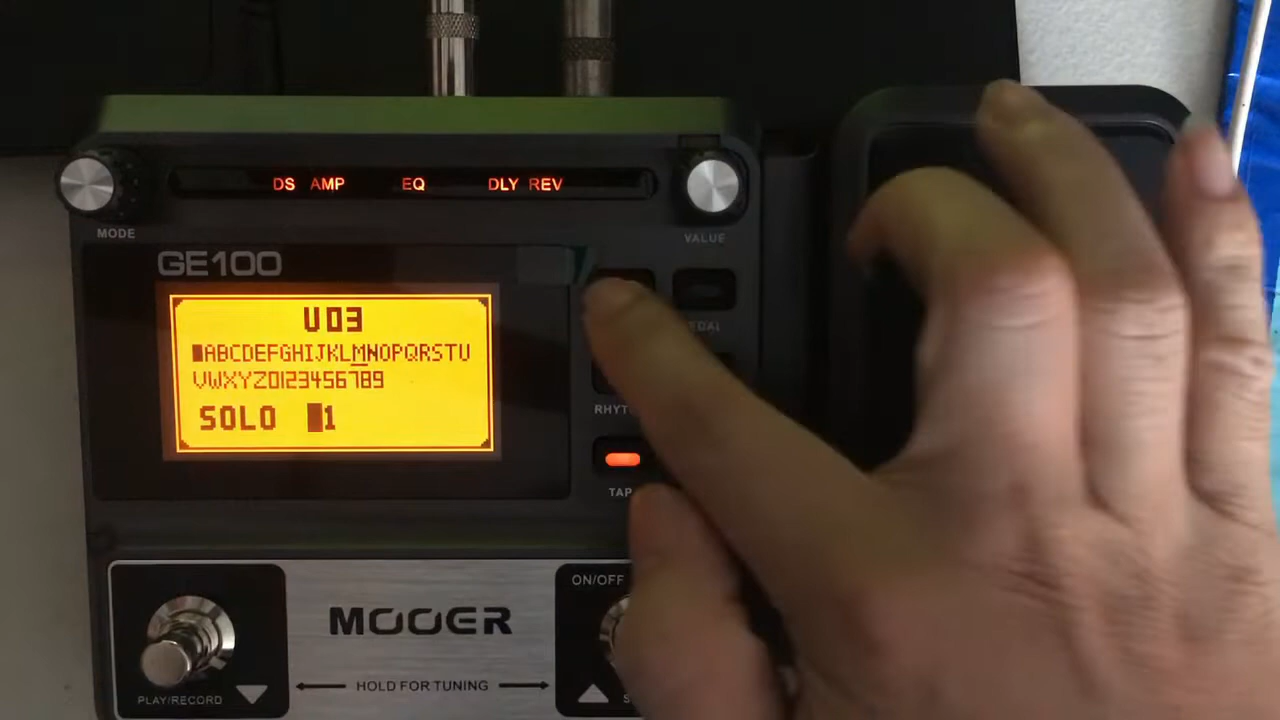 DS AMP EQ DLY REV
MODE
VALUE
GE100
U03
ABCDEFGHIJKLMNOPQRSTU
VWXYZ0123456789
SOLO 1
TAP
ON/OFF
MOOER
PLAY/RECORD
HOLD FOR TUNING